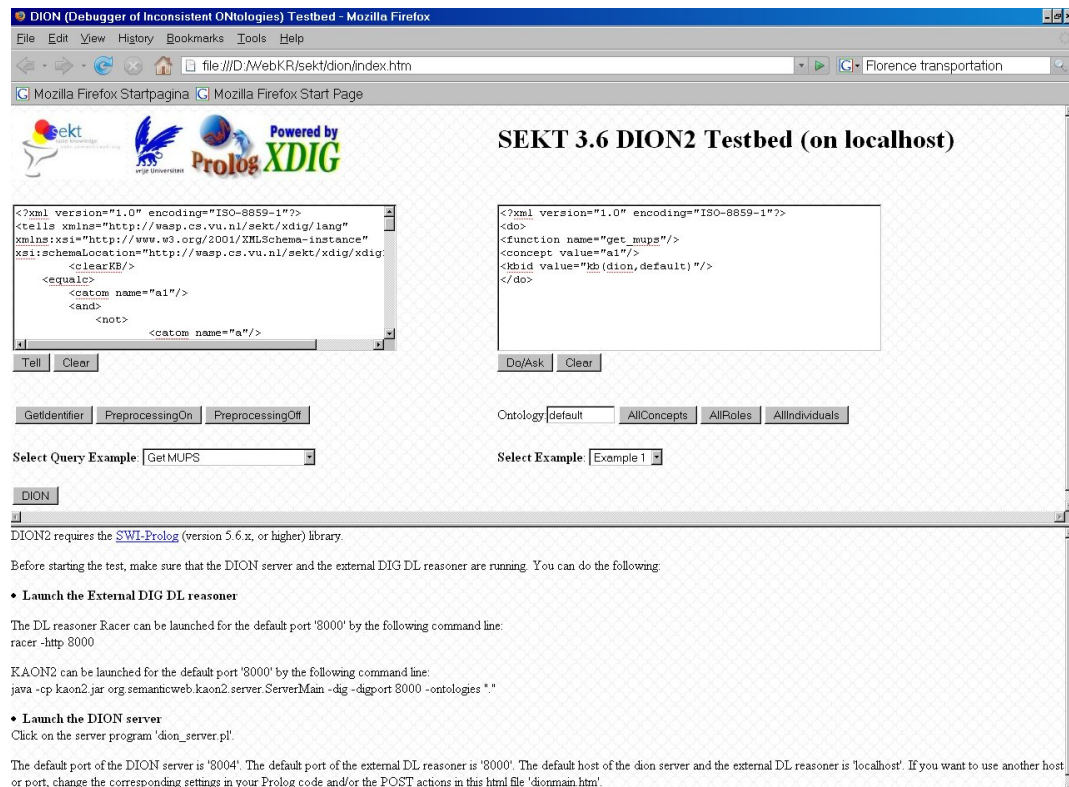 DION (Debugger of Inconsistent ONtologies) Testbed - Mozilla Firefox
File Edit View History Bookmarks Tools Help
file:///D:/WebKR/sekt/dion/index.htm
Florence transportation
Mozilla Firefox Startpagina Mozilla Firefox Start Page
sekt
vrije Universiteit
Prolog
Powered by
XDIG
SEKT 3.6 DION2 Testbed (on localhost)
<?xml version="1.0" encoding="ISO-8859-1"?>
<tells xmlns="http://wasp.cs.vu.nl/sekt/xdig/lang"
xmlns:xsi="http://www.w3.org/2001/XMLSchema-instance"
xsi:schemaLocation="http://wasp.cs.vu.nl/sekt/xdig/xdig
<clearKB/>
<equalc>
<catom name="a1"/>
<and>
<not>
<catom name="a"/>
Tell Clear
<?xml version="1.0" encoding="ISO-8859-1"?>
<do>
<function name="get_mups"/>
<concept value="a1"/>
<kbid value="kb(dion,default)"/>
</do>
Do/Ask Clear
GetIdentifier PreprocessingOn PreprocessingOff
Ontology: default AllConcepts AllRoles AllIndividuals
Select Query Example: Get MUPS
Select Example: Example 1
DION
DION2 requires the SWI-Prolog (version 5.6.x, or higher) library.
Before starting the test, make sure that the DION server and the external DIG DL reasoner are running. You can do the following:
• Launch the External DIG DL reasoner
The DL reasoner Racer can be launched for the default port '8000' by the following command line:
racer -http 8000
KAON2 can be launched for the default port '8000' by the following command line:
java -cp kaon2.jar org.semanticweb.kaon2.server.ServerMain -dig -digport 8000 -ontologies "."
• Launch the DION server
Click on the server program 'dion_server.pl'.
The default port of the DION server is '8004'. The default port of the external DL reasoner is '8000'. The default host of the dion server and the external DL reasoner is 'localhost'. If you want to use another host
or port, change the corresponding settings in your Prolog code and/or the POST actions in this html file 'dionmain.htm'.